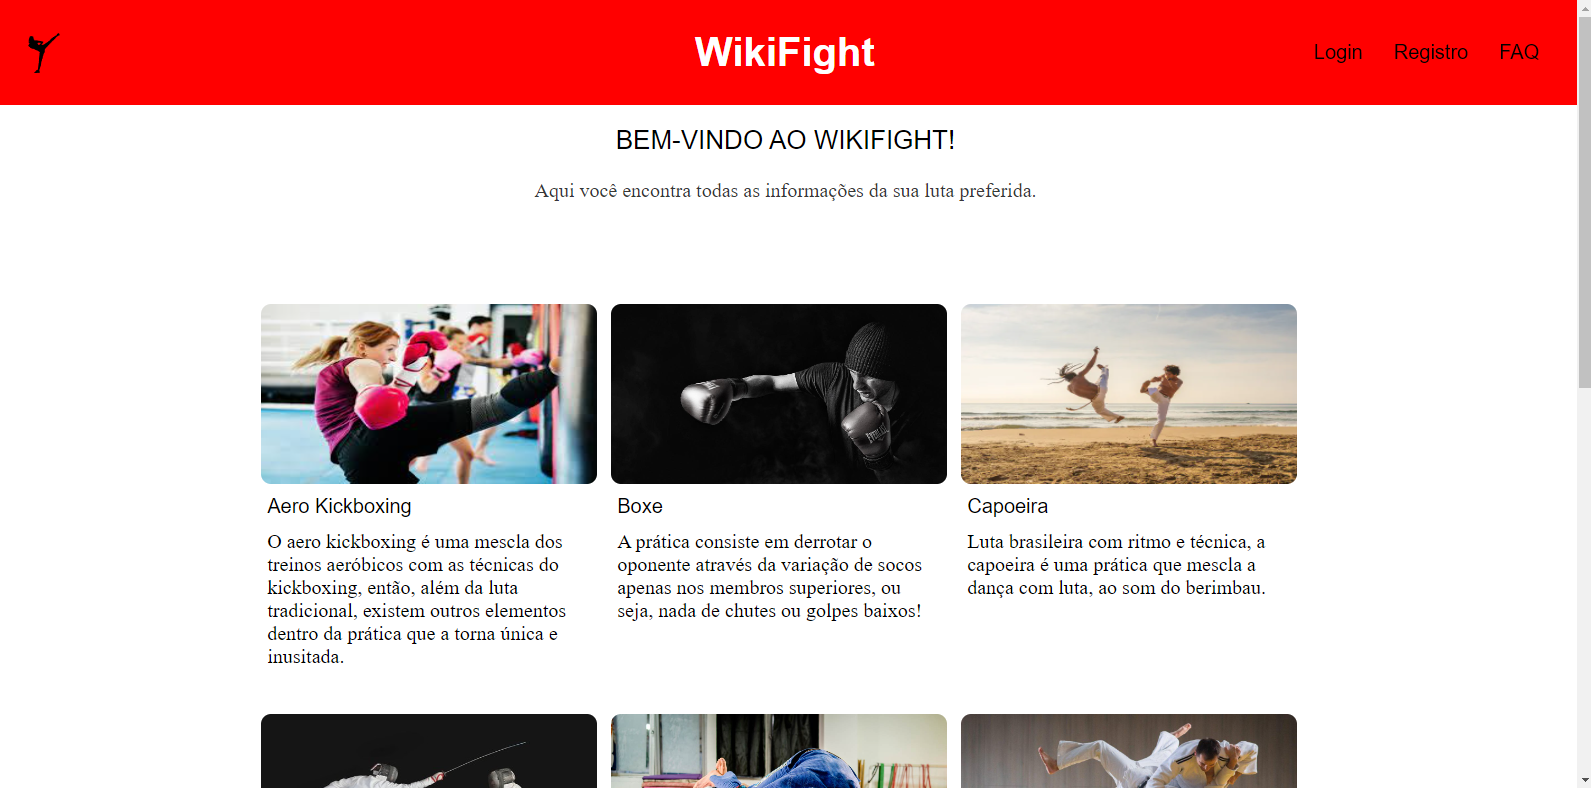 WikiFight
Login
Registro
FAQ
BEM-VINDO AO WIKIFIGHT!
Aqui você encontra todas as informações da sua luta preferida.
Aero Kickboxing
O aero kickboxing é uma mescla dos
treinos aeróbicos com as técnicas do
kickboxing, então, além da luta
tradicional, existem outros elementos
dentro da prática que a torna única e
inusitada.
Boxe
A prática consiste em derrotar o
oponente através da variação de socos
apenas nos membros superiores, ou
seja, nada de chutes ou golpes baixos!
Capoeira
Luta brasileira com ritmo e técnica, a
capoeira é uma prática que mescla a
dança com luta, ao som do berimbau.